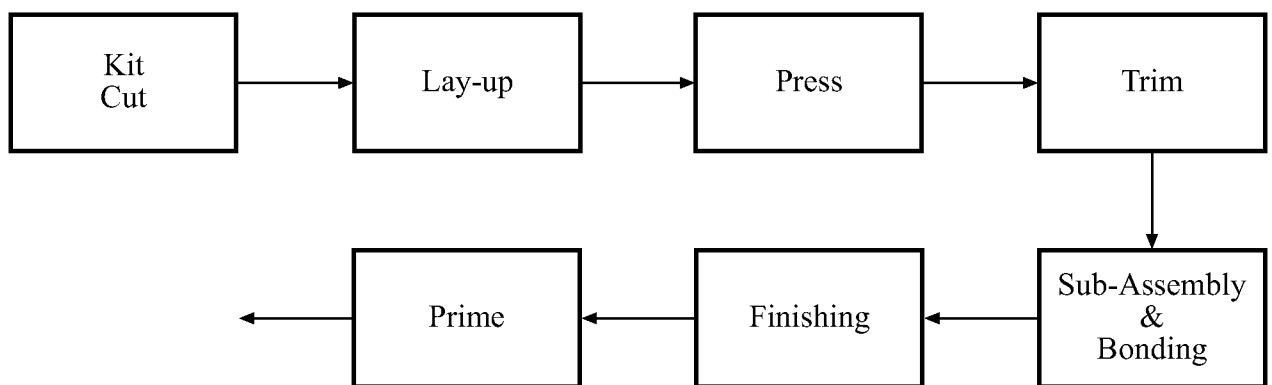 Kit
Cut
Lay-up
Press
Trim
Sub-Assembly
&
Bonding
Finishing
Prime